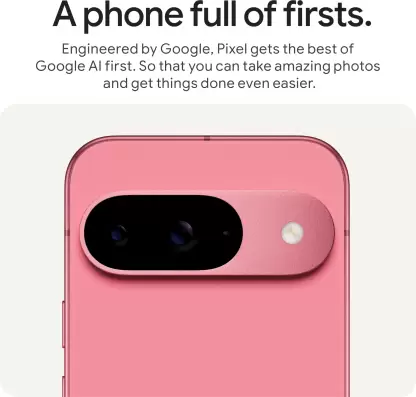 A phone full of firsts.
Engineered by Google, Pixel gets the best of
Google AI first. So that you can take amazing photos
and get things done even easier.